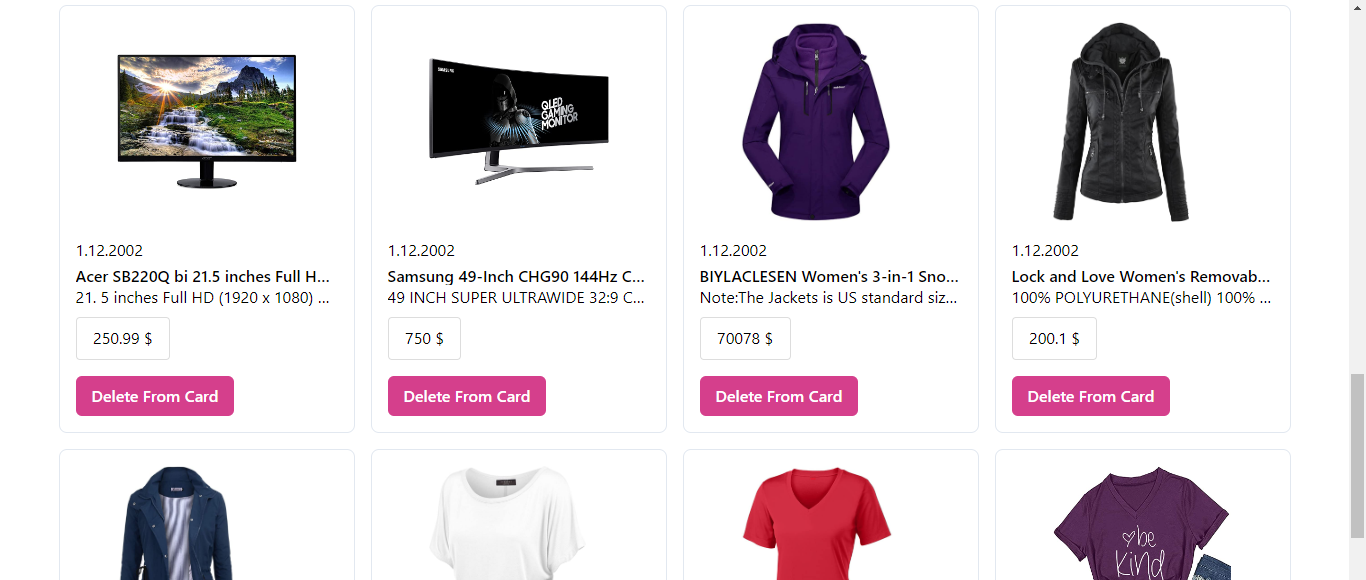 SAMSUNG
QLED
GAMING
MONITOR
1.12.2002
Acer SB220Q bi 21.5 inches Full H...
21. 5 inches Full HD (1920 x 1080) ...
250.99 $
Delete From Card
1.12.2002
Samsung 49-Inch CHG90 144Hz C...
49 INCH SUPER ULTRAWIDE 32:9 C...
750 $
Delete From Card
1.12.2002
BIYLACLESEN Women's 3-in-1 Sno...
Note:The Jackets is US standard siz...
70078 $
Delete From Card
1.12.2002
Lock and Love Women's Removab...
100% POLYURETHANE(shell) 100% ...
200.1 $
Delete From Card
be
Kind